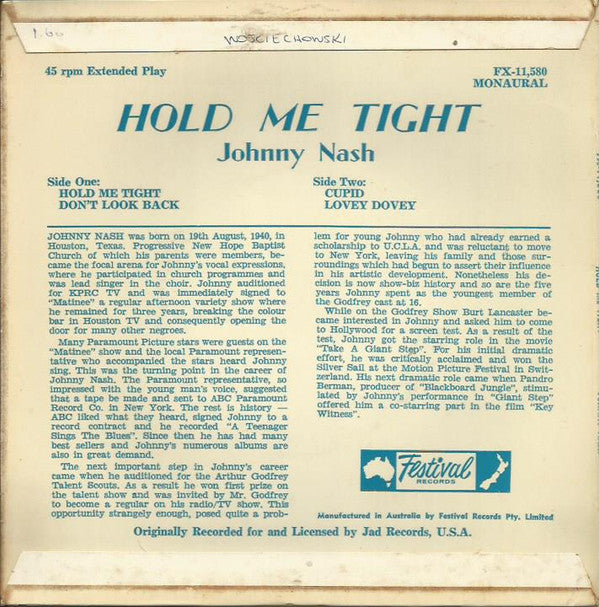 1.60
WOJCIECHOWSKI
45 rpm Extended Play
FX-11,580
MONAURAL
HOLD ME TIGHT
Johnny Nash
Side One:
HOLD ME TIGHT
DON'T LOOK BACK
Side Two:
CUPID
LOVEY DOVEY
JOHNNY NASH was born on 19th August, 1940, in
Houston, Texas. Progressive New Hope Baptist
Church of which his parents were members, be-
came the focal arena for Johnny's vocal expressions,
where he participated in church programmes and
was lead singer in the choir. Johnny auditioned
for KPRC TV and was immediately signed to
"Matinee" a regular afternoon variety show where
he remained for three years, breaking the colour
bar in Houston TV and consequently opening the
door for many other negroes.
Many Paramount Picture stars were guests on the
"Matinee" show and the local Paramount represen-
tative who accompanied the stars heard Johnny
sing. This was the turning point in the career of
Johnny Nash. The Paramount representative, so
impressed with the young man's voice, suggested
that a tape be made and sent to ABC Paramount
Record Co. in New York. The rest is history —
ABC liked what they heard, signed Johnny to a
record contract and he recorded "A Teenager
Sings The Blues". Since then he has had many
best sellers and Johnny's numerous albums are
also in great demand.
The next important step in Johnny's career
came when he auditioned for the Arthur Godfrey
Talent Scouts. As a result he won first prize on
the talent show and was invited by Mr. Godfrey
to become a regular on his radio/TV show. This
opportunity strangely enough, posed quite a prob-
lem for young Johnny who had already earned a
scholarship to U.C.L.A. and was reluctant to move
to New York, leaving his family and those sur-
roundings which had begun to assert their influence
in his artistic development. Nonetheless his de-
cision is now show-biz history and so are the five
years Johnny spent as the youngest member of
the Godfrey cast at 16.
While on the Godfrey Show Burt Lancaster be-
came interested in Johnny and asked him to come
to Hollywood for a screen test. As a result of the
test, Johnny got the starring role in the movie
"Take A Giant Step". For his initial dramatic
effort, he was critically acclaimed and won the
Silver Sail at the Motion Picture Festival in Swit-
zerland. His next dramatic role came when Pandro
Berman, producer of "Blackboard Jungle", stimu-
lated by Johnny's performance in "Giant Step"
offered him a co-starring part in the film "Key
Witness".
Festival
RECORDS
Manufactured in Australia by Festival Records Pty. Limited
Originally Recorded for and Licensed by Jad Records, U.S.A.